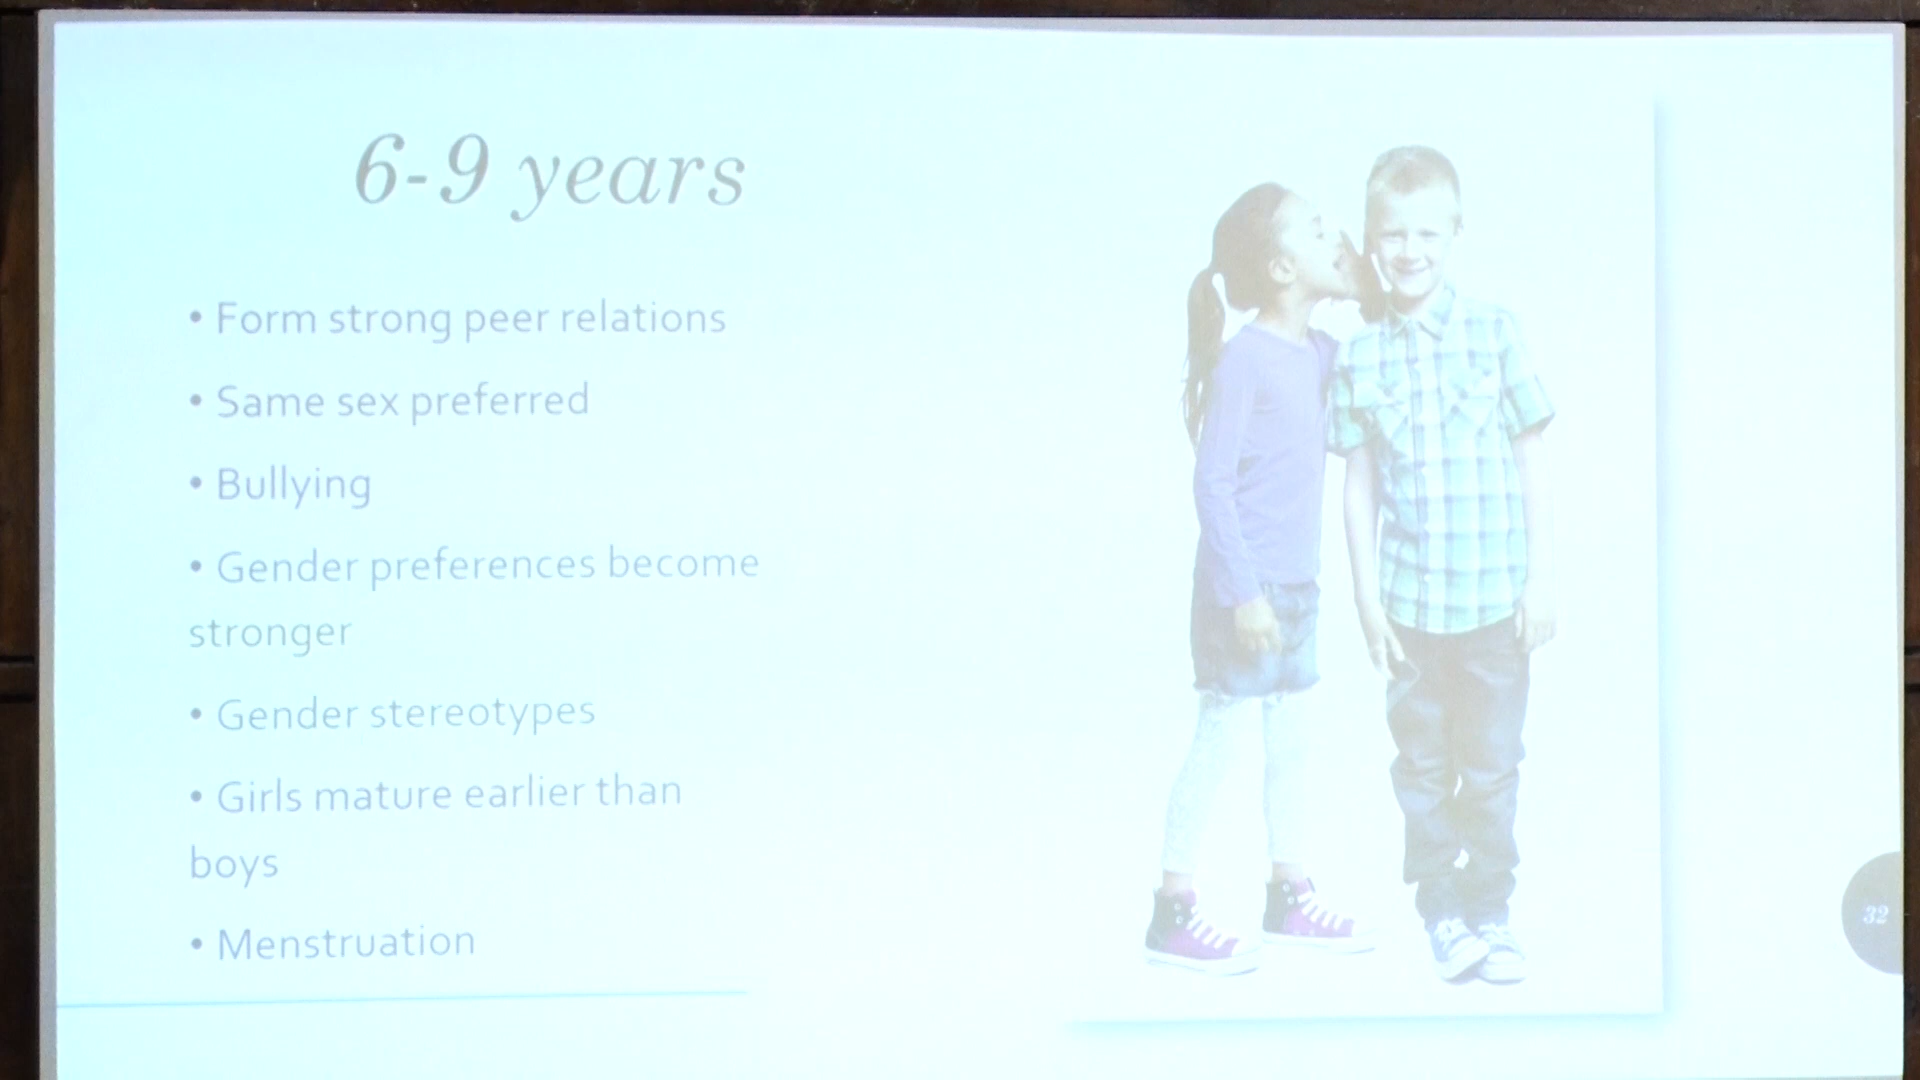 6-9 years
• Form strong peer relations
• Same sex preferred
• Bullying
• Gender preferences become
stronger
• Gender stereotypes
• Girls mature earlier than
boys
• Menstruation
32